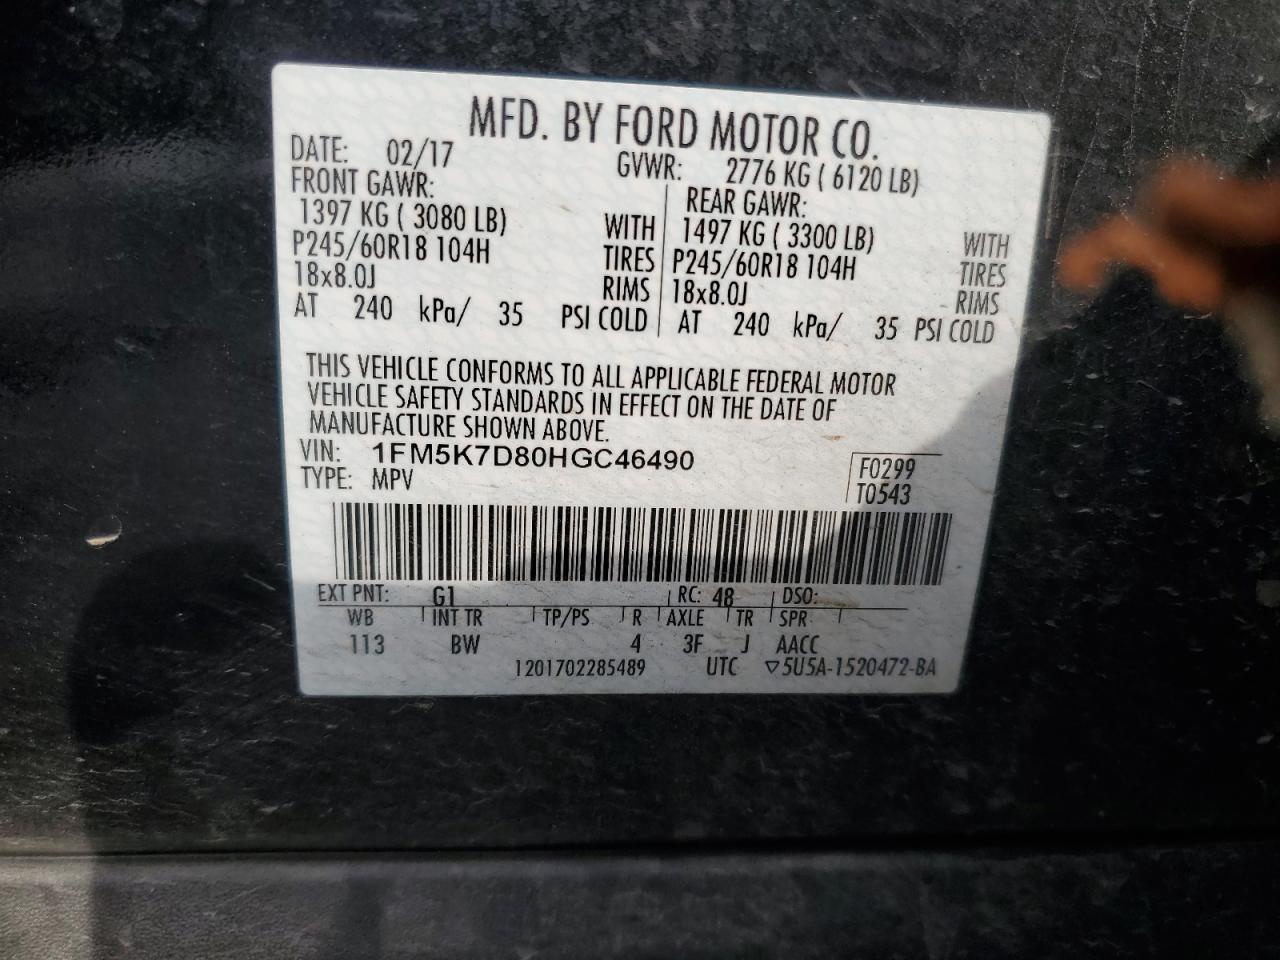 MFD. BY FORD MOTOR CO.
DATE: 02/17 GVWR: 2776 KG ( 6120 LB)
FRONT GAWR: REAR GAWR:
1397 KG ( 3080 LB) WITH 1497 KG ( 3300 LB) WITH
P245/60R18 104H TIRES P245/60R18 104H TIRES
18x8.0J RIMS 18x8.0J RIMS
AT 240 kPa/ 35 PSI COLD AT 240 kPa/ 35 PSI COLD
THIS VEHICLE CONFORMS TO ALL APPLICABLE FEDERAL MOTOR
VEHICLE SAFETY STANDARDS IN EFFECT ON THE DATE OF
MANUFACTURE SHOWN ABOVE.
VIN: 1FM5K7D80HGC46490 F0299
TYPE: MPV T0543
EXT PNT: G1 RC: 48 DSO:
WB INT TR TP/PS R AXLE TR SPR
113 BW 4 3F J AACC
1201702285489 UTC ▽5U5A-1520472-BA